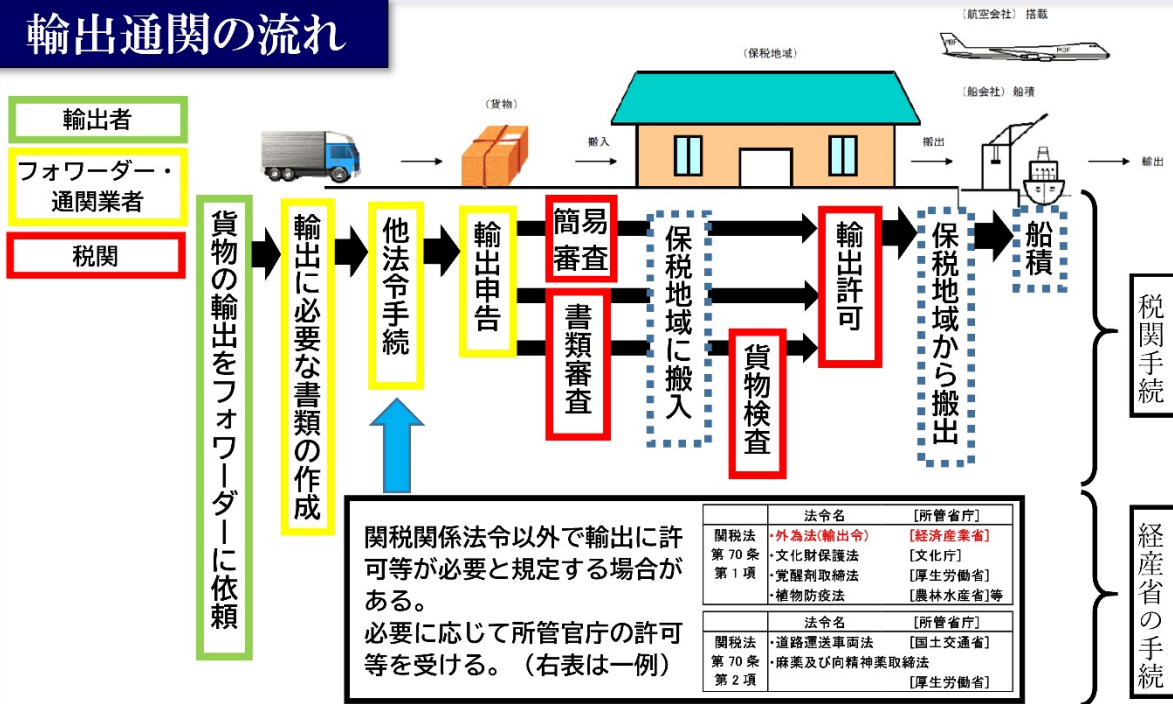 輸出通関の流れ
(航空会社) 搭載
MOF
MOF
(保税地域)
(船会社) 船積
(貨物)
搬入
搬出
輸出
輸出者
フォワーダー・
通関業者
税関
貨物の輸出をフォワーダーに依頼
輸出に必要な書類の作成
他法令手続
輸出申告
簡易
審査
書類審査
保税地域に搬入
貨物検査
輸出許可
保税地域から搬出
船積
税関手続
経産省の手続
関税関係法令以外で輸出に許
可等が必要と規定する場合が
ある。
必要に応じて所管官庁の許可
等を受ける。（右表は一例）
法令名 [所管省庁]
関税法 ・外為法(輸出令) [経済産業省]
第70条 ・文化財保護法 [文化庁]
第1項 ・覚醒剤取締法 [厚生労働省]
・植物防疫法 [農林水産省]等
法令名 [所管省庁]
関税法 ・道路運送車両法 [国土交通省]
第70条 ・麻薬及び向精神薬取締法
第2項 [厚生労働省]